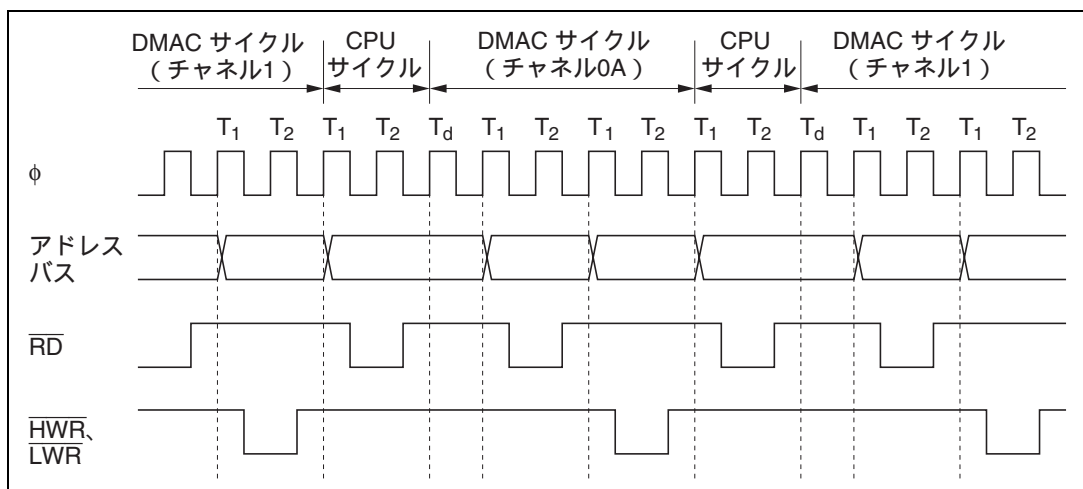 DMAC サイクル CPU DMAC サイクル CPU DMAC サイクル
(チャネル1) サイクル (チャネル0A) サイクル (チャネル1)
T1 T2 T1 T2 Td T1 T2 T1 T2 T1 T2 Td T1 T2 T1 T2
φ
アドレス
バス
RD
HWR、
LWR